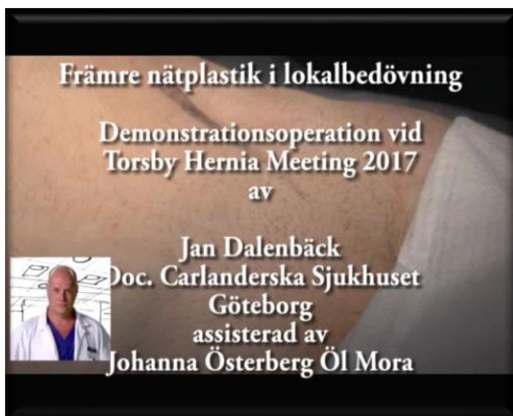 Främre nätplastik i lokalbedövning
Demonstrationsoperation vid
Torsby Hernia Meeting 2017
av
Jan Dalenbäck
Doc. Carlanderska Sjukhuset
Göteborg
assisterad av
Johanna Österberg Öl Mora